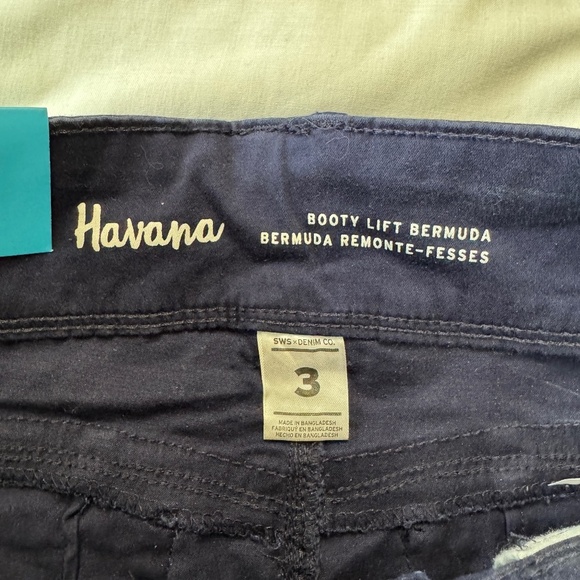 Havana
BOOTY LIFT BERMUDA
BERMUDA REMONTE-FESSES
SWS x DENIM CO.
3
MADE IN BANGLADESH
FABRIQUÉ EN BANGLADESH
HECHO EN BANGLADESH